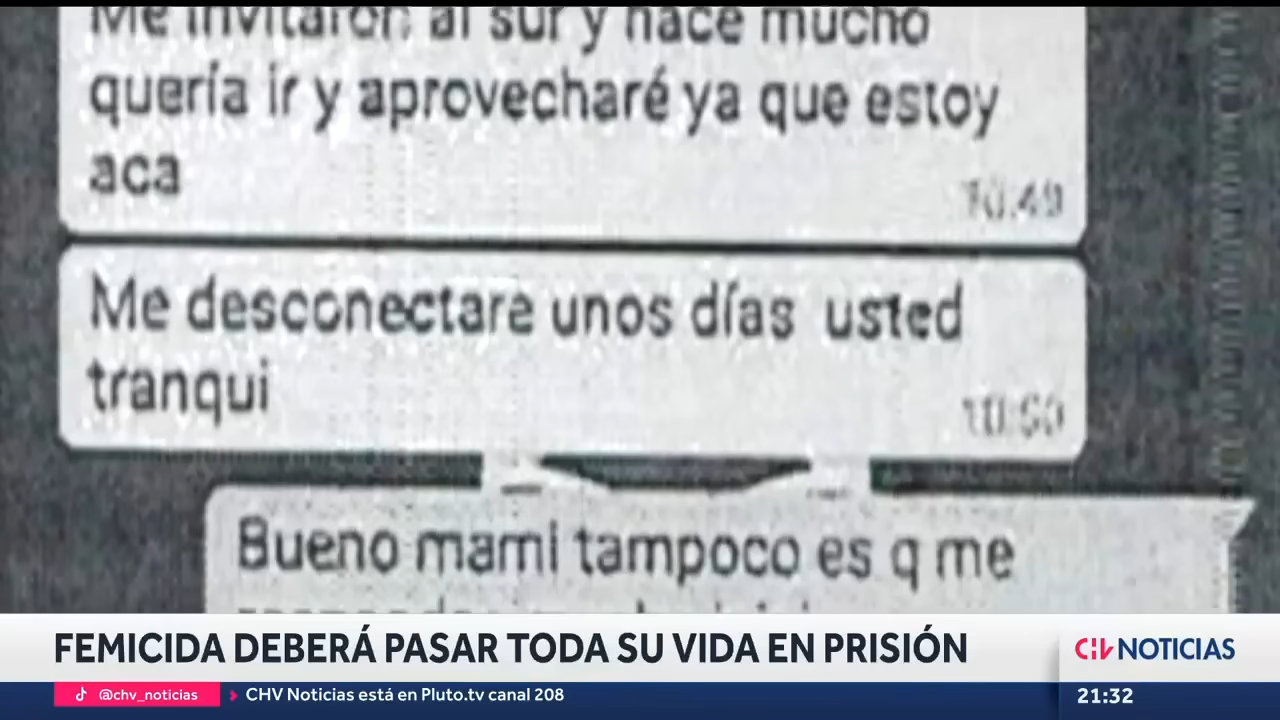 Me invitaron al sur y hace mucho
quería ir y aprovecharé ya que estoy
aca
10:49
Me desconectare unos días usted
tranqui
10:50
Bueno mami tampoco es q me
FEMICIDA DEBERÁ PASAR TODA SU VIDA EN PRISIÓN
CHV NOTICIAS
@chv_noticias
CHV Noticias está en Pluto.tv canal 208
21:32